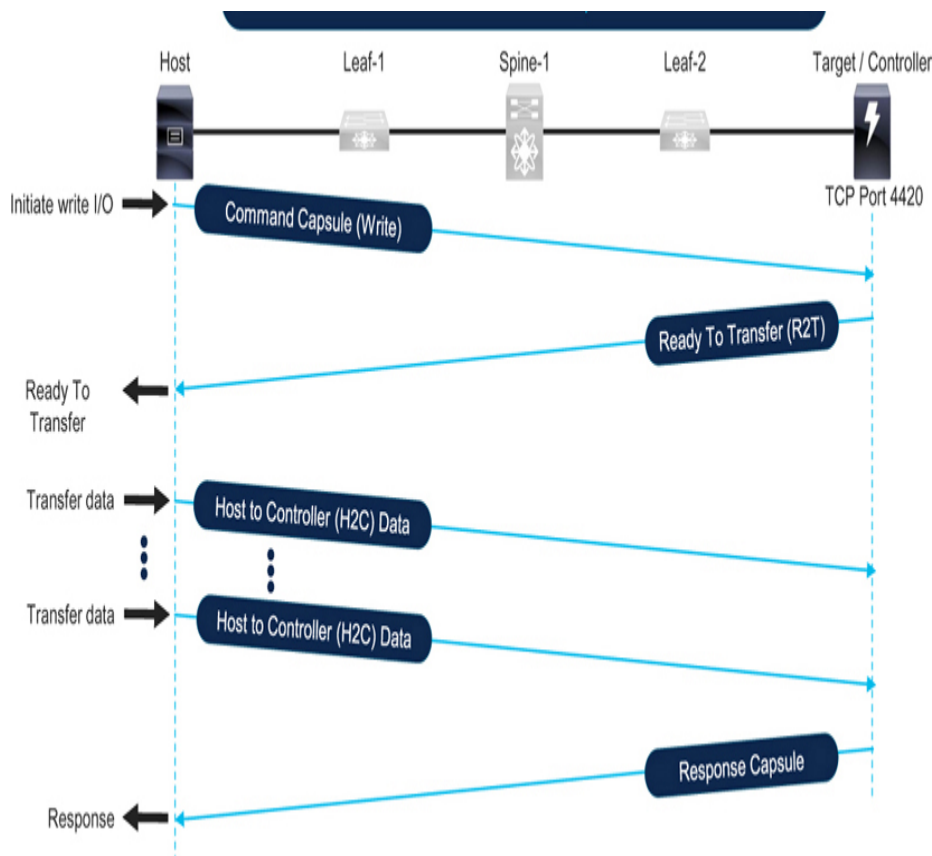 Host
Leaf-1
Spine-1
Leaf-2
Target / Controller
TCP Port 4420
Initiate write I/O
Command Capsule (Write)
Ready To Transfer (R2T)
Ready To
Transfer
Transfer data
Host to Controller (H2C) Data
Transfer data
Host to Controller (H2C) Data
Response Capsule
Response